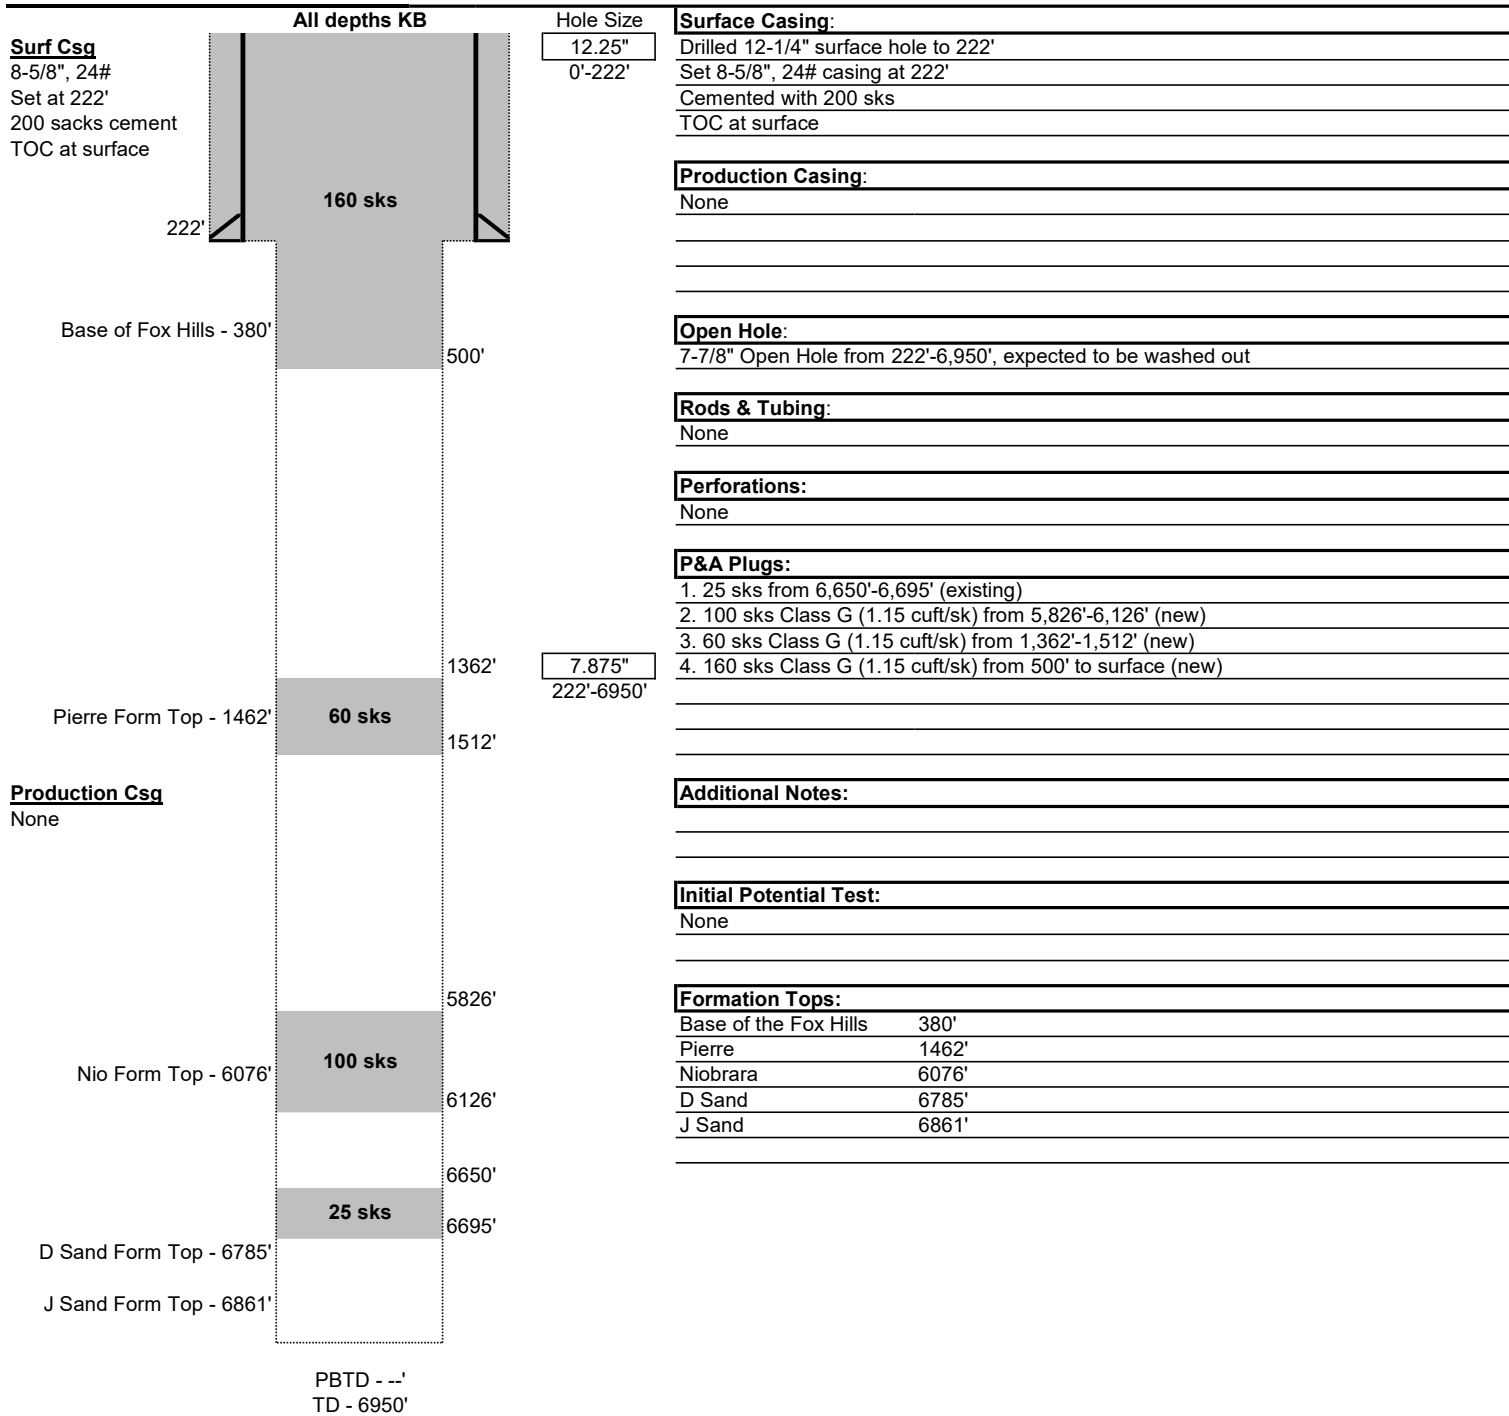 All depths KB
Surf Csg
8-5/8", 24#
Set at 222'
200 sacks cement
TOC at surface
160 sks
222'
Base of Fox Hills - 380'
500'
1362'
Pierre Form Top - 1462'
60 sks
1512'
Production Csg
None
5826'
100 sks
Nio Form Top - 6076'
6126'
6650'
25 sks
6695'
D Sand Form Top - 6785'
J Sand Form Top - 6861'
PBTD - --'
TD - 6950'
Hole Size
12.25"
0'-222'
7.875"
222'-6950'
Surface Casing:
Drilled 12-1/4" surface hole to 222'
Set 8-5/8", 24# casing at 222'
Cemented with 200 sks
TOC at surface
Production Casing:
None
Open Hole:
7-7/8" Open Hole from 222'-6,950', expected to be washed out
Rods & Tubing:
None
Perforations:
None
P&A Plugs:
1. 25 sks from 6,650'-6,695' (existing)
2. 100 sks Class G (1.15 cuft/sk) from 5,826'-6,126' (new)
3. 60 sks Class G (1.15 cuft/sk) from 1,362'-1,512' (new)
4. 160 sks Class G (1.15 cuft/sk) from 500' to surface (new)
Additional Notes:
Initial Potential Test:
None
Formation Tops:
Base of the Fox Hills 380'
Pierre 1462'
Niobrara 6076'
D Sand 6785'
J Sand 6861'